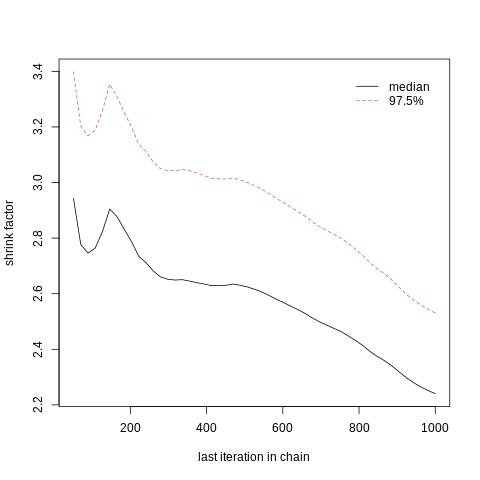 3.4
3.2
3.0
2.8
2.6
2.4
2.2
shrink factor
median
97.5%
200 400 600 800 1000
last iteration in chain